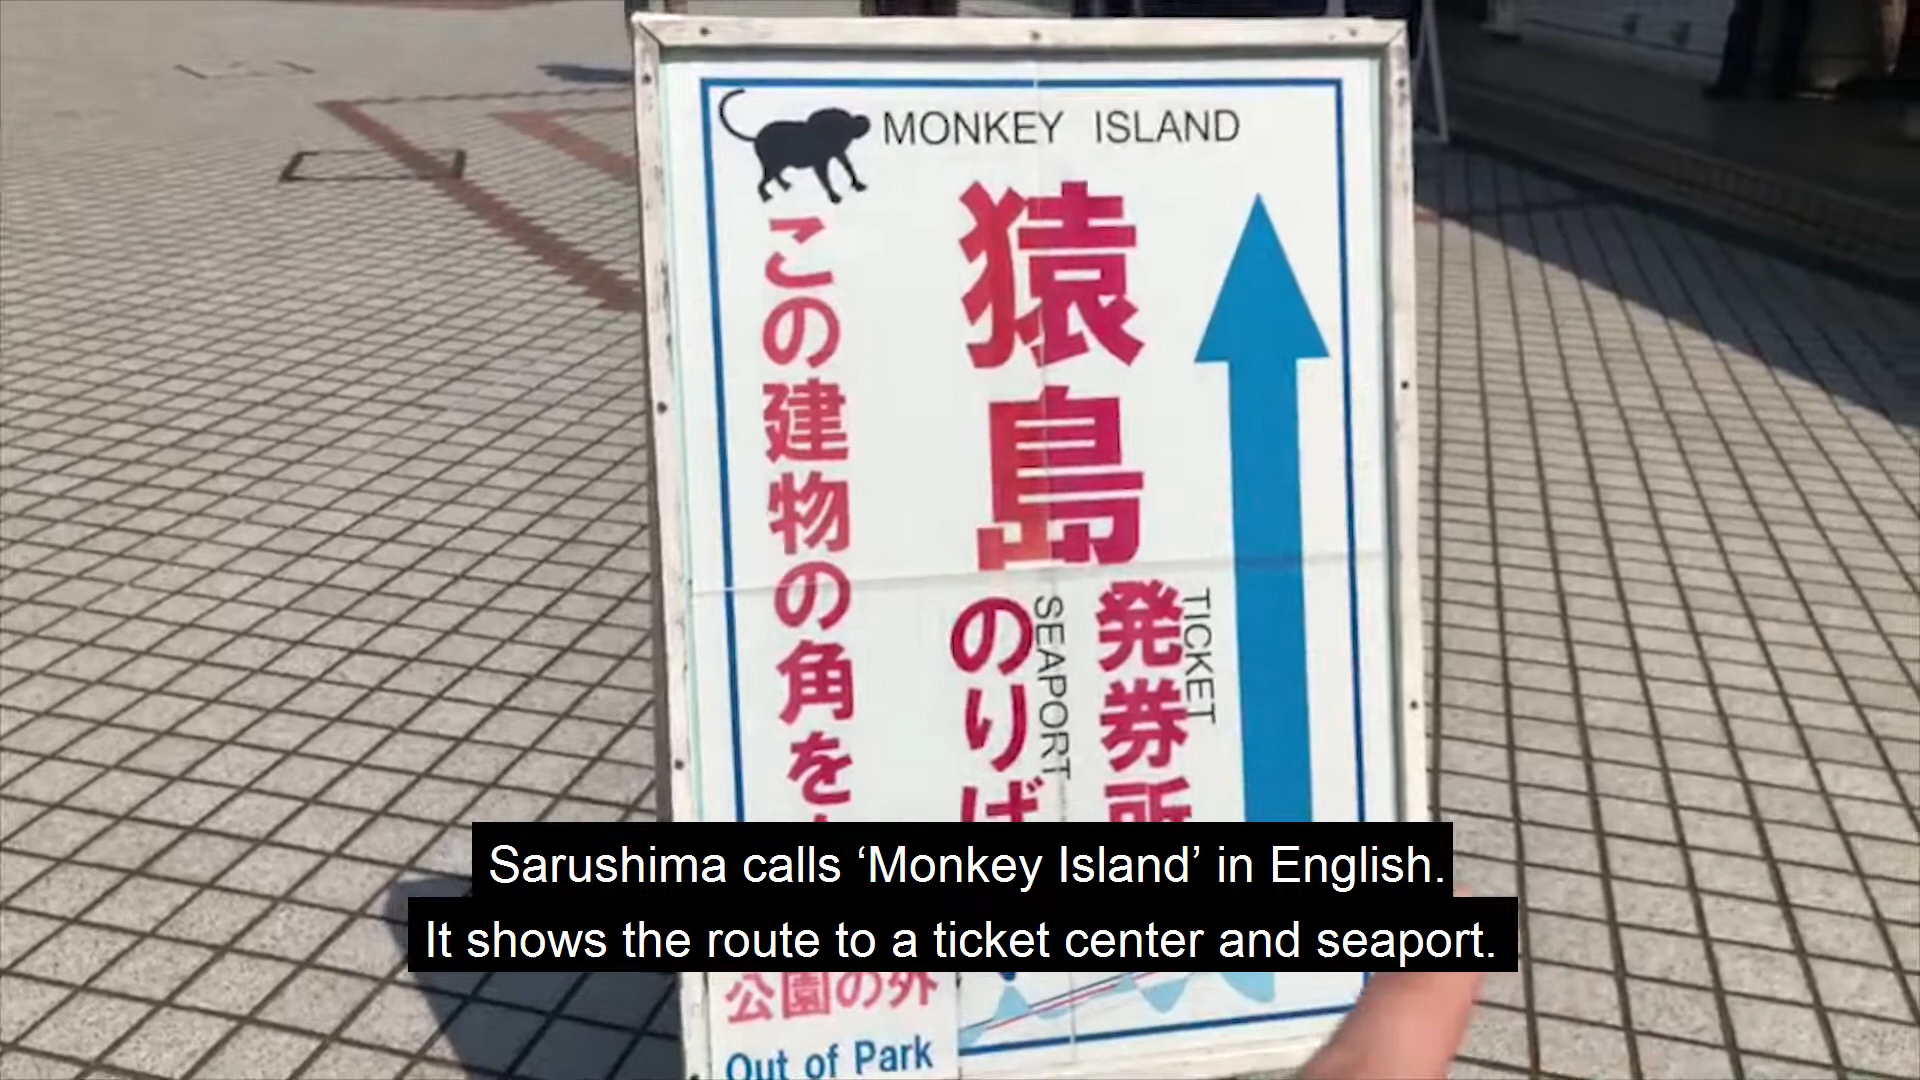 MONKEY ISLAND
猿島
発券所
TICKET
のりば
SEAPORT
この建物の角を
公園の外
Out of Park
Sarushima calls ‘Monkey Island’ in English.
It shows the route to a ticket center and seaport.